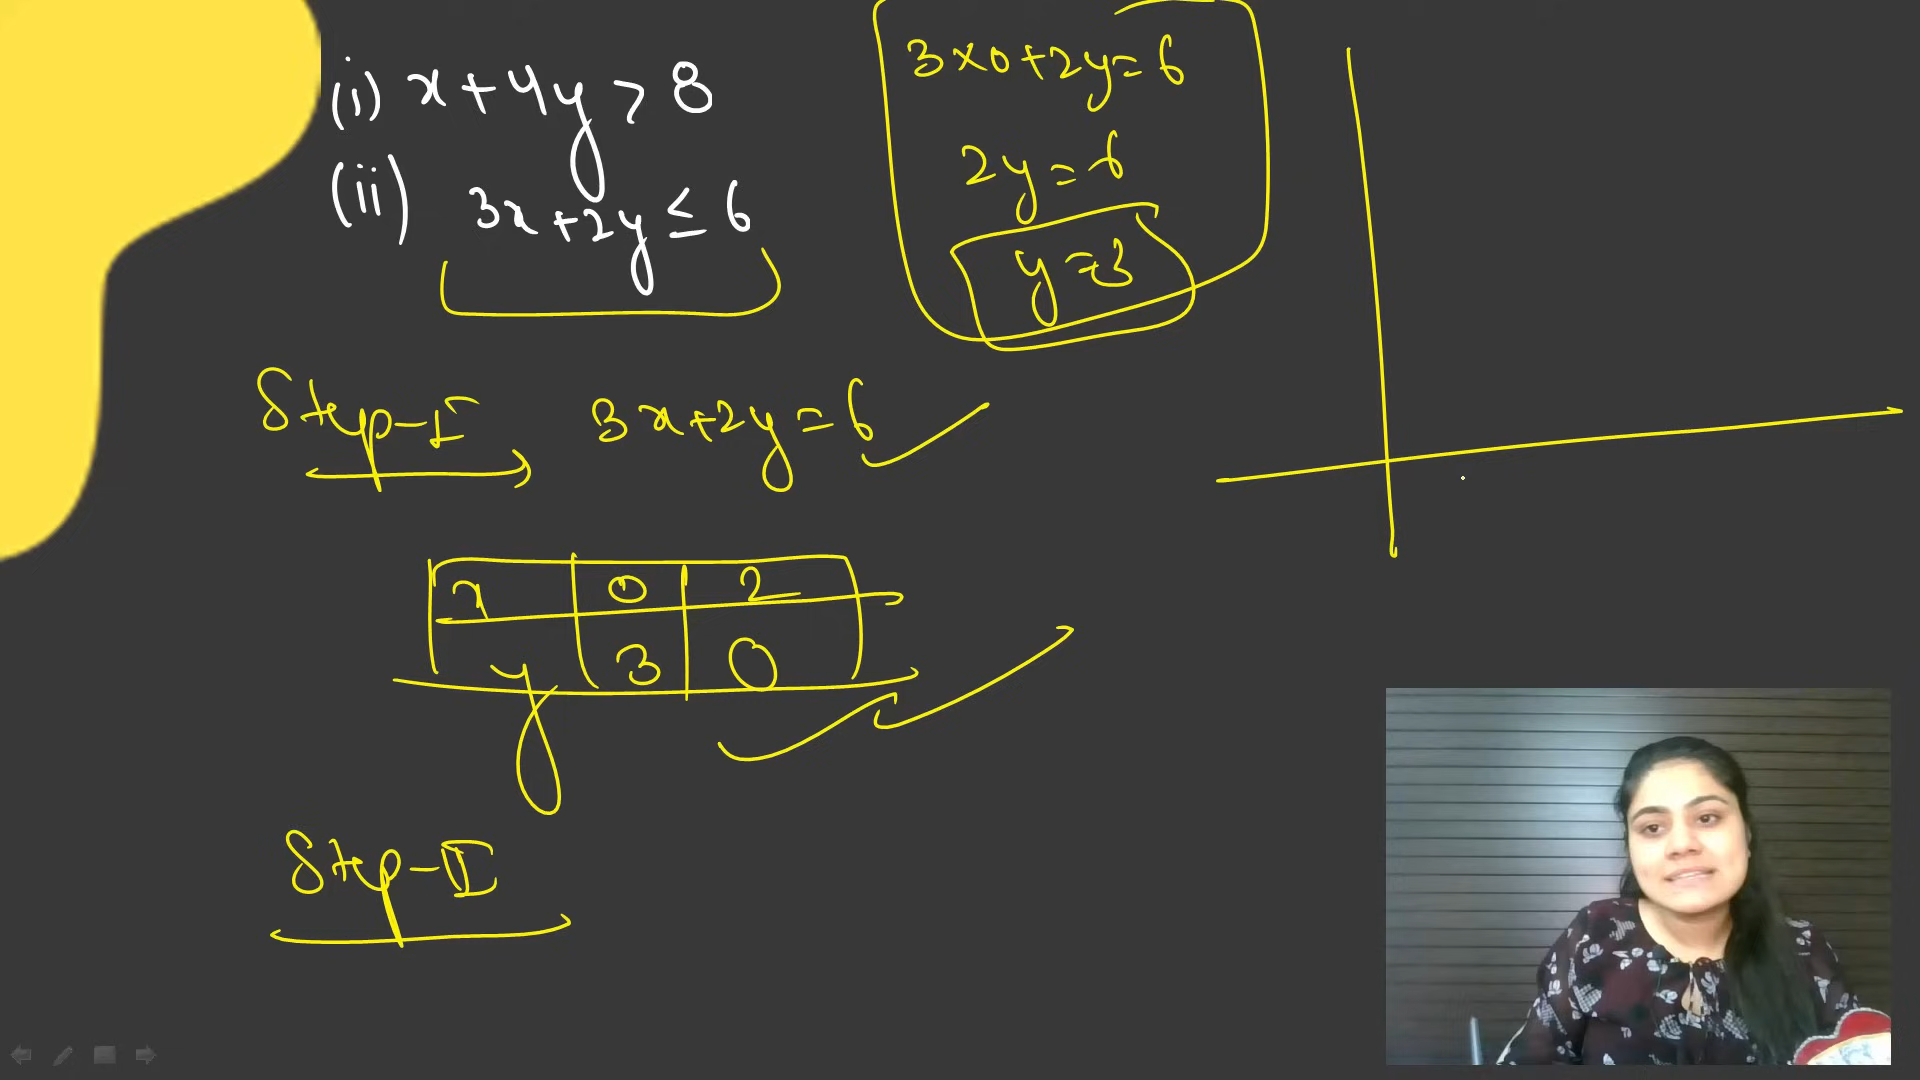 (i) x+4y>8
(ii) 3x+2y≤6
3×0+2y=6
2y=6
y=3
Step-I 3x+2y=6
x 0 2
y 3 0
Step-II